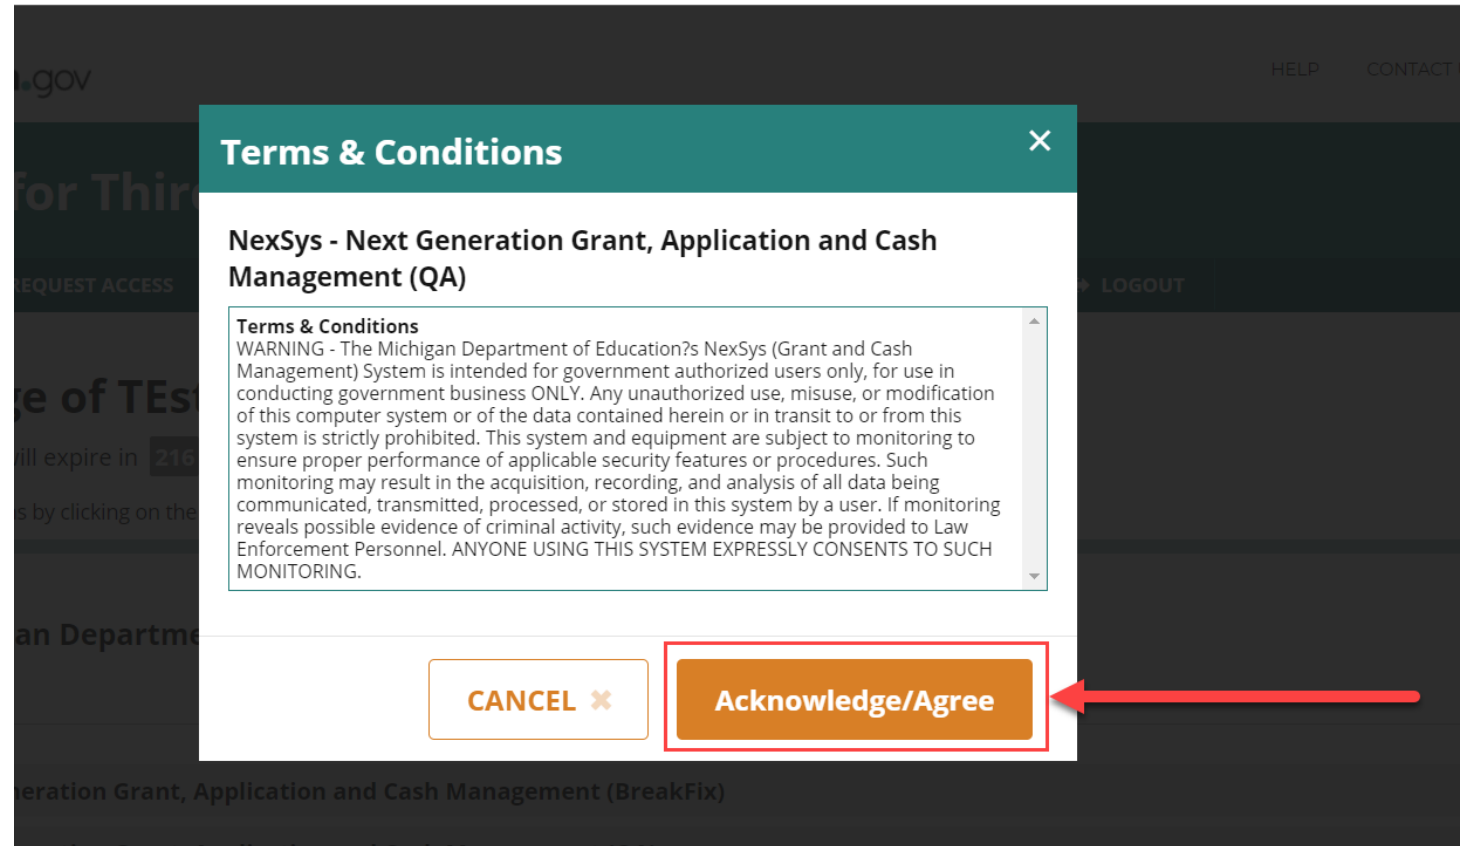 .gov
HELP CONTACT
Terms & Conditions
for Thir
NexSys - Next Generation Grant, Application and Cash
Management (QA)
REQUEST ACCESS
LOGOUT
Terms & Conditions
WARNING - The Michigan Department of Education?s NexSys (Grant and Cash
Management) System is intended for government authorized users only, for use in
conducting government business ONLY. Any unauthorized use, misuse, or modification
of this computer system or of the data contained herein or in transit to or from this
system is strictly prohibited. This system and equipment are subject to monitoring to
ensure proper performance of applicable security features or procedures. Such
monitoring may result in the acquisition, recording, and analysis of all data being
communicated, transmitted, processed, or stored in this system by a user. If monitoring
reveals possible evidence of criminal activity, such evidence may be provided to Law
Enforcement Personnel. ANYONE USING THIS SYSTEM EXPRESSLY CONSENTS TO SUCH
MONITORING.
ge of TEst
will expire in 216
s by clicking on the
an Departme
CANCEL Acknowledge/Agree
neration Grant, Application and Cash Management (BreakFix)